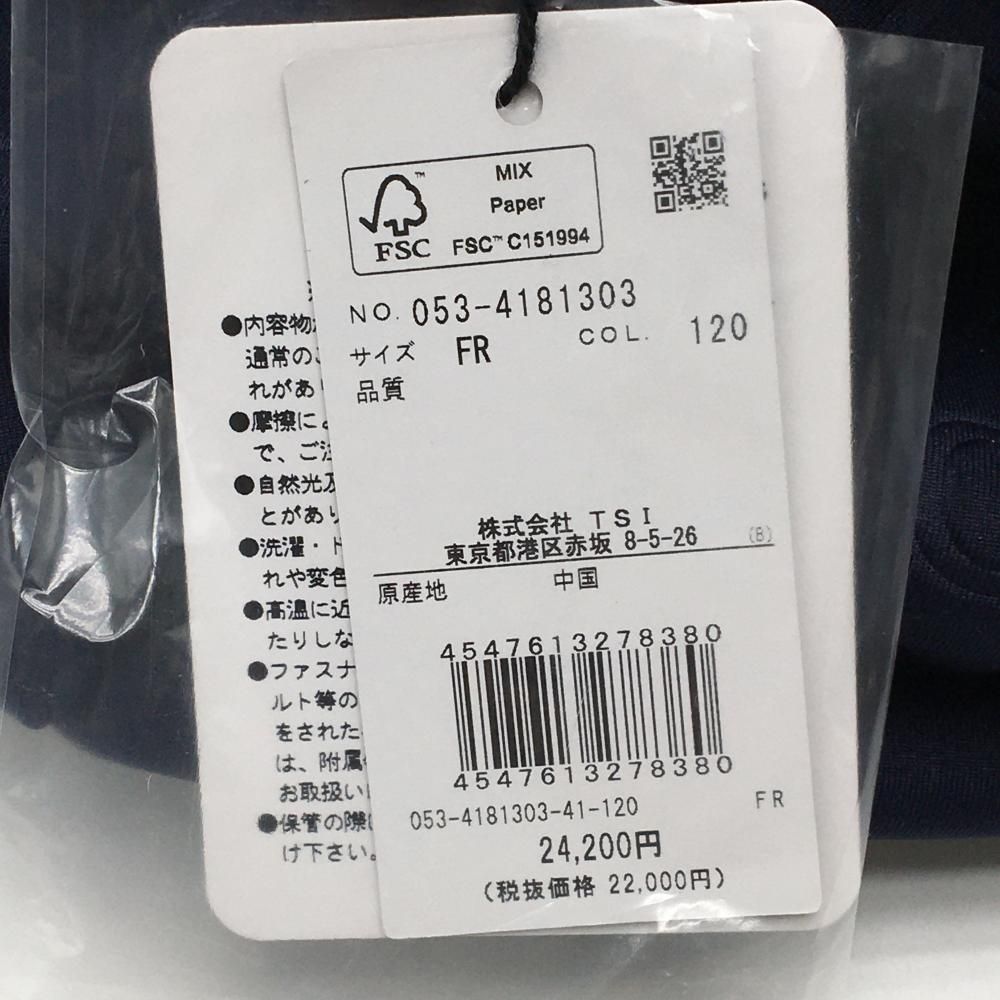 MIX
Paper
FSC™ C151994
FSC
NO. 053-4181303
サイズ FR COL. 120
品質
株式会社 TSI
東京都港区赤坂 8-5-26 (B)
原産地 中国
4547613278380
4547613278380
053-4181303-41-120 FR
24,200円
(税抜価格 22,000円)
●内容物
通常の
れがあ
●摩擦に
で、ご注
●自然光及
とがあり
●洗濯・ド
れや変色
●高温に近
たりしな
●ファスナ
ルト等の
をされた
は、附属
お取扱い
●保管の際
け下さい。